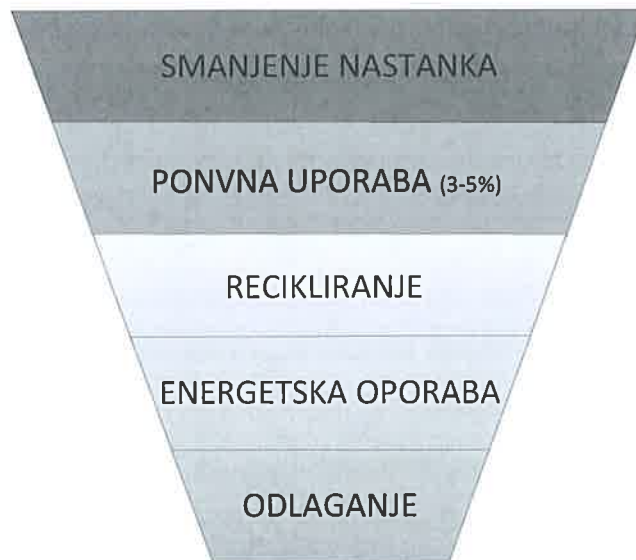 SMANJENJE NASTANKA
PONVNA UPORABA (3-5%)
RECIKLIRANJE
ENERGETSKA OPORABA
ODLAGANJE